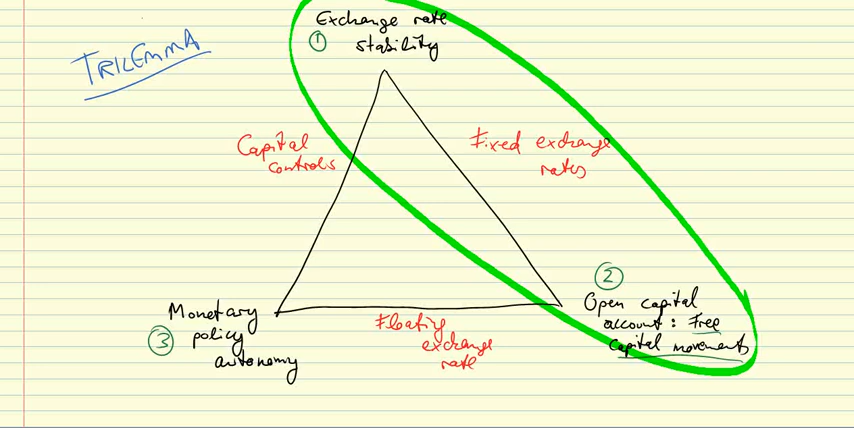 Exchange rate
① stability
TRILEMMA
Capital
controls
Fixed exchange
rates
②
Open capital
account: Free
capital movements
Monetary
③ policy
autonomy
Floating
exchange
rate